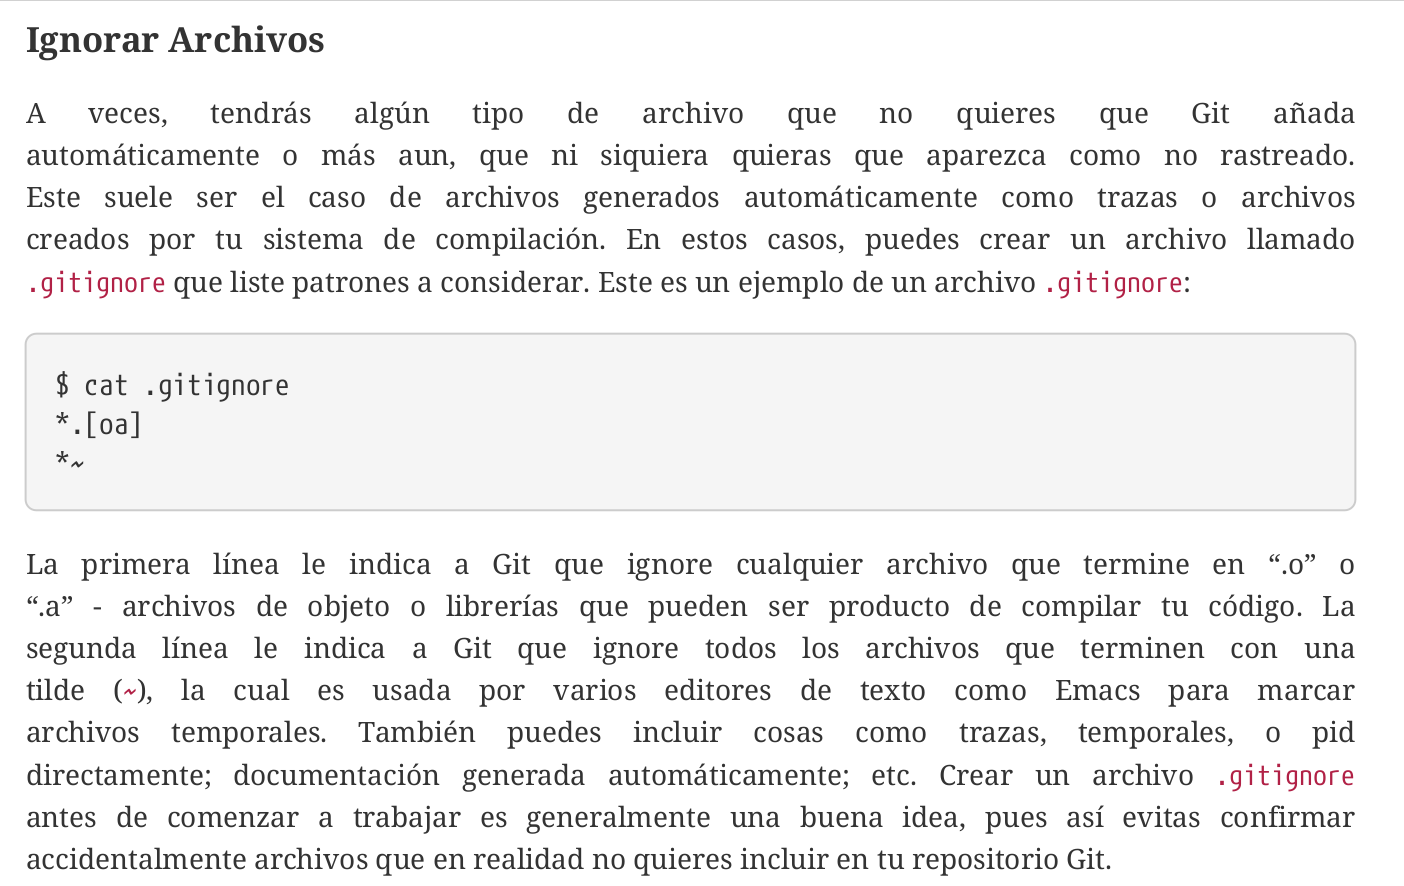 Ignorar Archivos
A veces, tendrás algún tipo de archivo que no quieres que Git añada
automáticamente o más aun, que ni siquiera quieras que aparezca como no rastreado.
Este suele ser el caso de archivos generados automáticamente como trazas o archivos
creados por tu sistema de compilación. En estos casos, puedes crear un archivo llamado
.gitignore que liste patrones a considerar. Este es un ejemplo de un archivo .gitignore:
$ cat .gitignore
*.[oa]
*~
La primera línea le indica a Git que ignore cualquier archivo que termine en “.o” o
“.a” - archivos de objeto o librerías que pueden ser producto de compilar tu código. La
segunda línea le indica a Git que ignore todos los archivos que terminen con una
tilde (~), la cual es usada por varios editores de texto como Emacs para marcar
archivos temporales. También puedes incluir cosas como trazas, temporales, o pid
directamente; documentación generada automáticamente; etc. Crear un archivo .gitignore
antes de comenzar a trabajar es generalmente una buena idea, pues así evitas confirmar
accidentalmente archivos que en realidad no quieres incluir en tu repositorio Git.